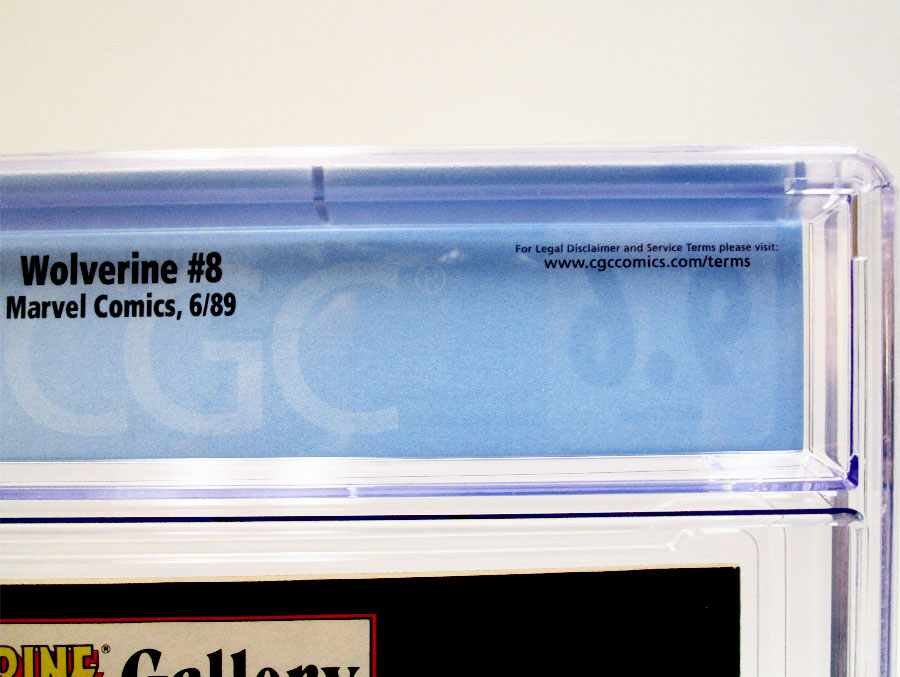 Wolverine #8
Marvel Comics, 6/89
For Legal Disclaimer and Service Terms please visit:
www.cgccomics.com/terms
CGC®
RINE® Gallery